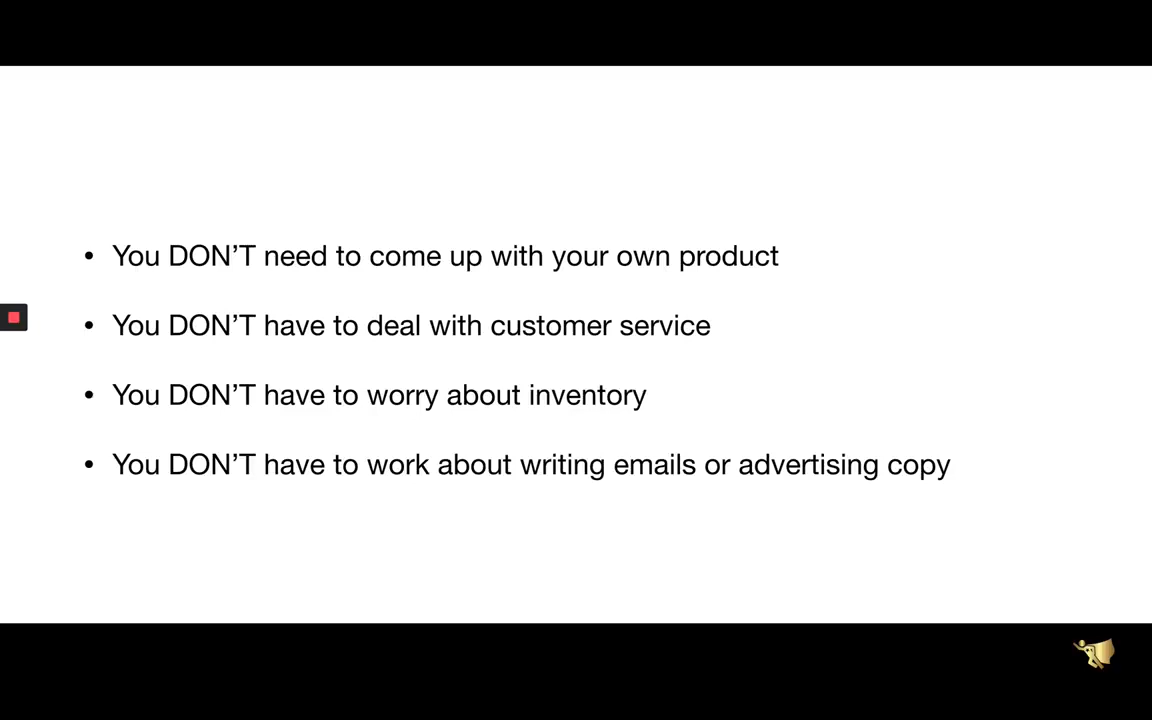 • You DON’T need to come up with your own product
• You DON’T have to deal with customer service
• You DON’T have to worry about inventory
• You DON’T have to work about writing emails or advertising copy